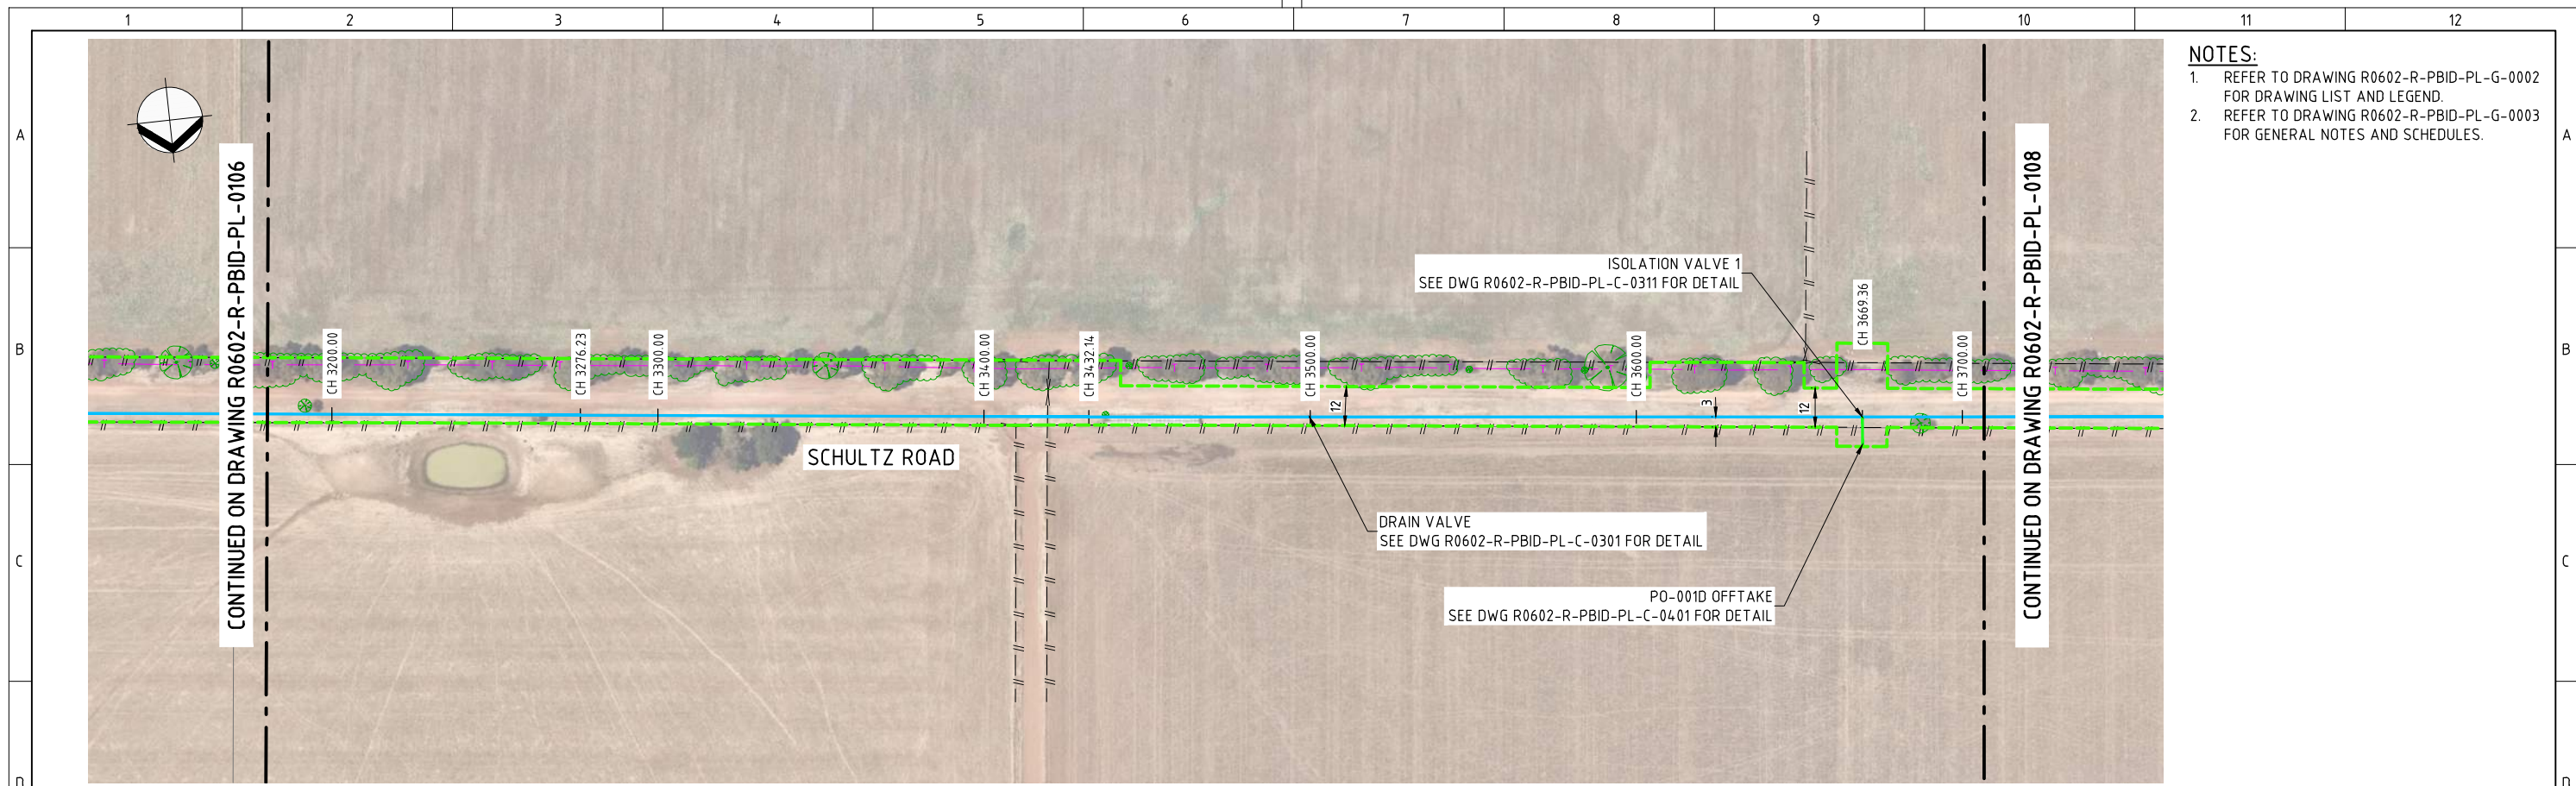 1 2 3 4 5 6 7 8 9 10 11 12
NOTES:
1. REFER TO DRAWING R0602-R-PBID-PL-G-0002
FOR DRAWING LIST AND LEGEND.
2. REFER TO DRAWING R0602-R-PBID-PL-G-0003
FOR GENERAL NOTES AND SCHEDULES.
A A
CONTINUED ON DRAWING R0602-R-PBID-PL-0106
CONTINUED ON DRAWING R0602-R-PBID-PL-0108
ISOLATION VALVE 1
SEE DWG R0602-R-PBID-PL-C-0311 FOR DETAIL
B B
CH 3200.00
CH 3276.23
CH 3300.00
CH 3400.00
CH 3432.14
CH 3500.00
CH 3600.00
CH 3669.36
CH 3700.00
12
3
12
SCHULTZ ROAD
DRAIN VALVE
SEE DWG R0602-R-PBID-PL-C-0301 FOR DETAIL
C C
PO-001D OFFTAKE
SEE DWG R0602-R-PBID-PL-C-0401 FOR DETAIL
D D